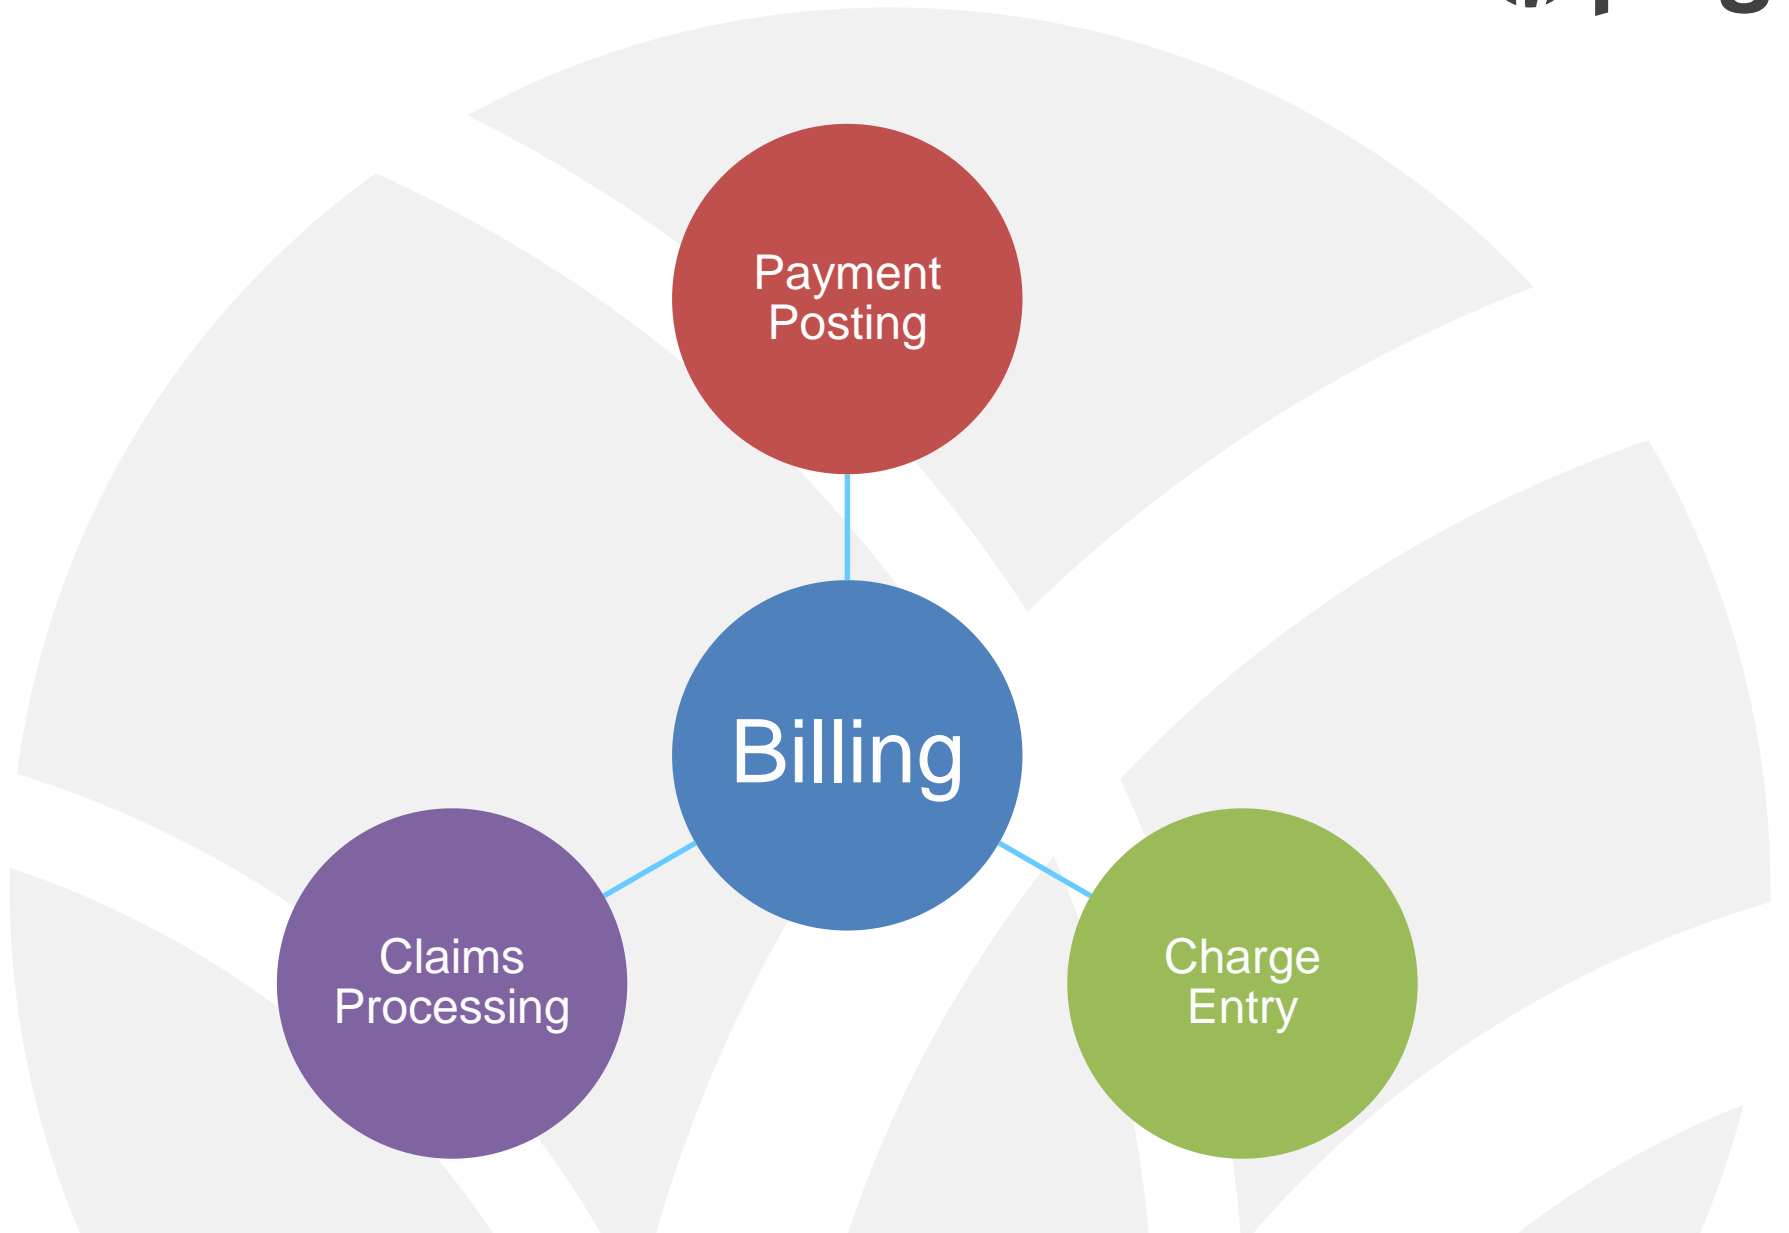 Payment
Posting
Billing
Claims
Processing
Charge
Entry